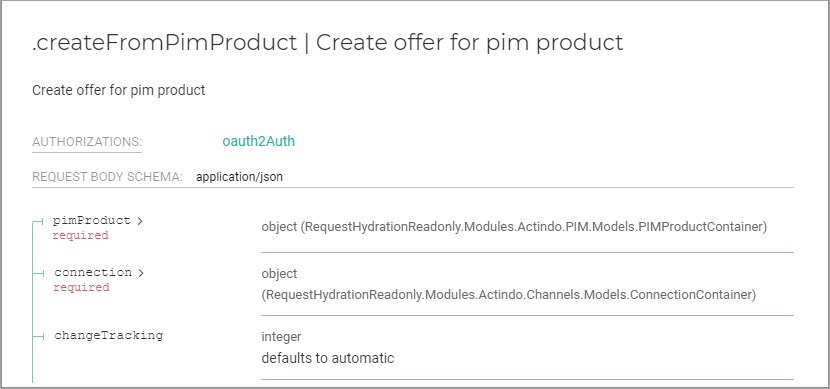 .createFromPimProduct | Create offer for pim product
Create offer for pim product
AUTHORIZATIONS: oauth2Auth
REQUEST BODY SCHEMA: application/json
pimProduct >
required
object (RequestHydrationReadonly.Modules.Actindo.PIM.Models.PIMProductContainer)
connection >
required
object
(RequestHydrationReadonly.Modules.Actindo.Channels.Models.ConnectionContainer)
changeTracking
integer
defaults to automatic